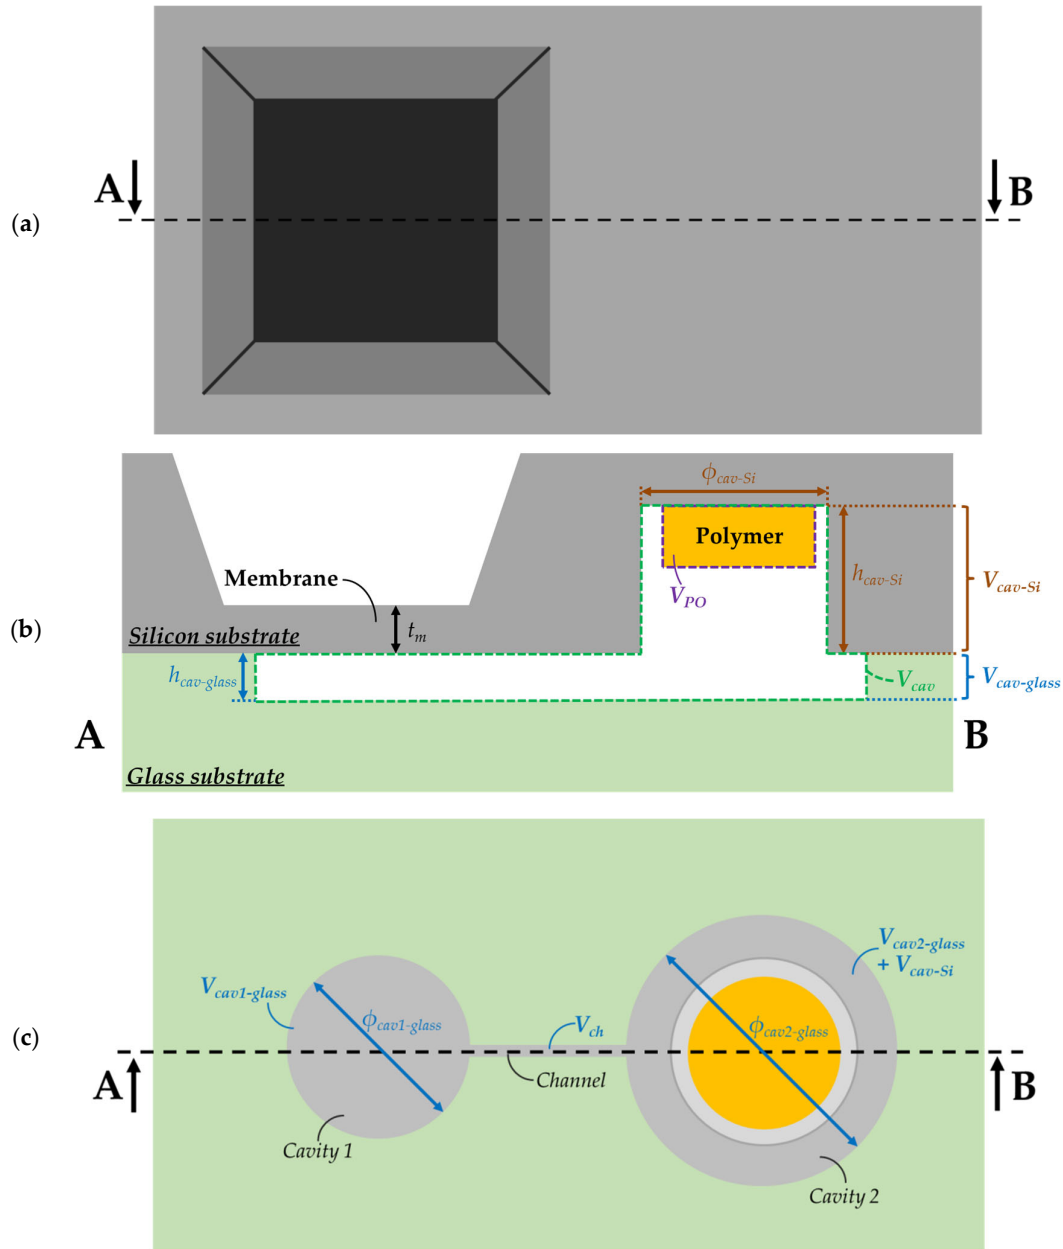 A
B
(a)
ϕcav-Si
Polymer
Membrane
hcav-Si
Vcav-Si
VPO
(b)
tm
Silicon substrate
hcav-glass
Vcav
Vcav-glass
A
B
Glass substrate
Vcav2-glass
+ Vcav-Si
Vcav1-glass
ϕcav1-glass
Vch
ϕcav2-glass
(c)
A
B
Channel
Cavity 1
Cavity 2